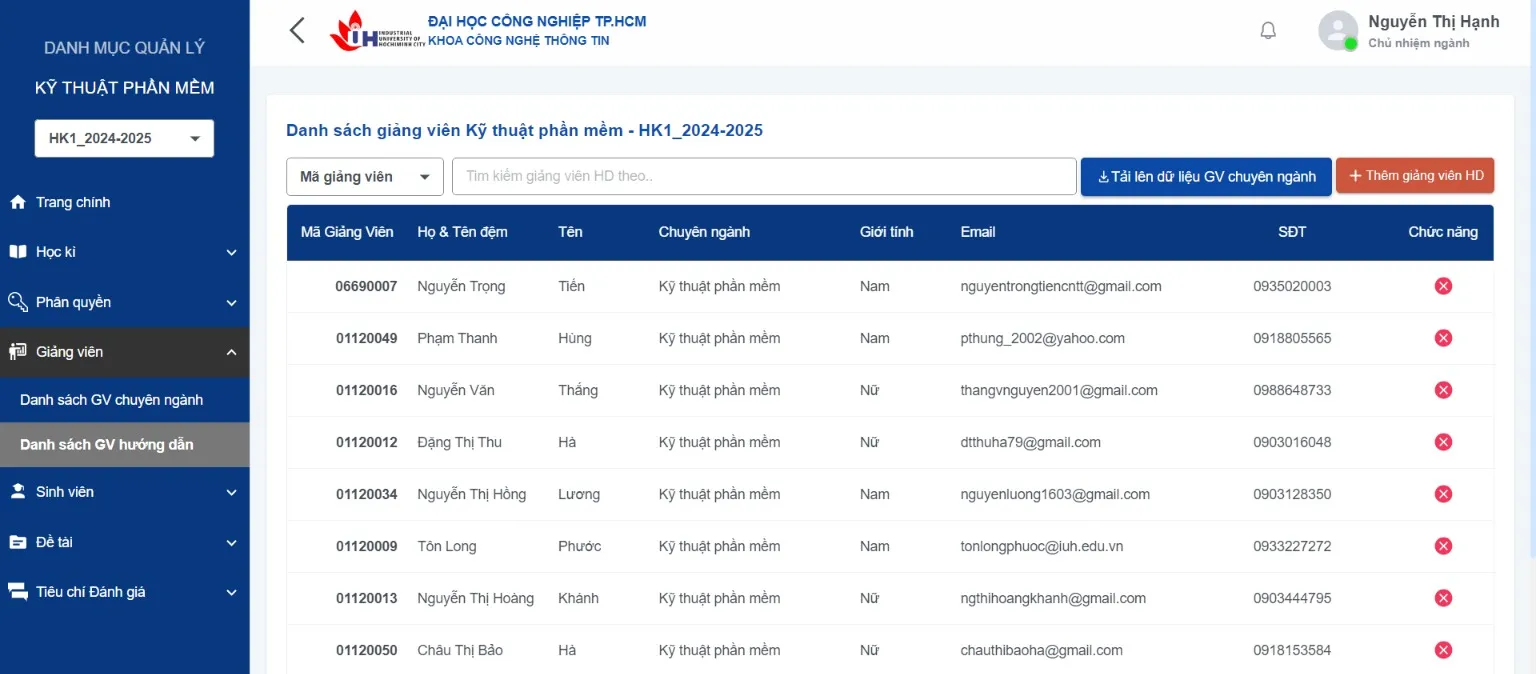 DANH MỤC QUẢN LÝ
KỸ THUẬT PHẦN MỀM
HK1_2024-2025
Trang chính
Học kì
Phân quyền
Giảng viên
Danh sách GV chuyên ngành
Danh sách GV hướng dẫn
Sinh viên
Đề tài
Tiêu chí Đánh giá
IUH INDUSTRIAL UNIVERSITY OF HOCHIMINH CITY
ĐẠI HỌC CÔNG NGHIỆP TP.HCM
KHOA CÔNG NGHỆ THÔNG TIN
Nguyễn Thị Hạnh
Chủ nhiệm ngành
Danh sách giảng viên Kỹ thuật phần mềm - HK1_2024-2025
Mã giảng viên Tìm kiếm giảng viên HD theo.. Tải lên dữ liệu GV chuyên ngành + Thêm giảng viên HD
Mã Giảng Viên Họ & Tên đệm Tên Chuyên ngành Giới tính Email SĐT Chức năng
06690007 Nguyễn Trọng Tiến Kỹ thuật phần mềm Nam nguyentrongtiencntt@gmail.com 0935020003
01120049 Phạm Thanh Hùng Kỹ thuật phần mềm Nam pthung_2002@yahoo.com 0918805565
01120016 Nguyễn Văn Thắng Kỹ thuật phần mềm Nữ thangvnguyen2001@gmail.com 0988648733
01120012 Đặng Thị Thu Hà Kỹ thuật phần mềm Nữ dtthuha79@gmail.com 0903016048
01120034 Nguyễn Thị Hồng Lương Kỹ thuật phần mềm Nam nguyenluong1603@gmail.com 0903128350
01120009 Tôn Long Phước Kỹ thuật phần mềm Nam tonlongphuoc@iuh.edu.vn 0933227272
01120013 Nguyễn Thị Hoàng Khánh Kỹ thuật phần mềm Nữ ngthihoangkhanh@gmail.com 0903444795
01120050 Châu Thị Bảo Hà Kỹ thuật phần mềm Nữ chauthibaoha@gmail.com 0918153584